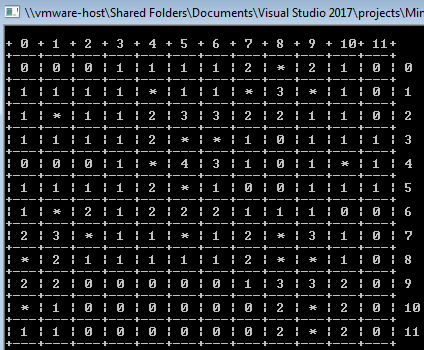 \\vmware-host\Shared Folders\Documents\Visual Studio 2017\projects\Min
+ 0 + 1 + 2 + 3 + 4 + 5 + 6 + 7 + 8 + 9 + 10+ 11+
¦ 0 ¦ 0 ¦ 0 ¦ 1 ¦ 1 ¦ 1 ¦ 1 ¦ 2 ¦ * ¦ 2 ¦ 1 ¦ 0 ¦ 0
¦ 1 ¦ 1 ¦ 1 ¦ 1 ¦ * ¦ 1 ¦ 1 ¦ * ¦ 3 ¦ * ¦ 1 ¦ 0 ¦ 1
¦ 1 ¦ * ¦ 1 ¦ 1 ¦ 2 ¦ 3 ¦ 3 ¦ 2 ¦ 2 ¦ 1 ¦ 1 ¦ 0 ¦ 2
¦ 1 ¦ 1 ¦ 1 ¦ 1 ¦ 2 ¦ * ¦ * ¦ 1 ¦ 0 ¦ 1 ¦ 1 ¦ 1 ¦ 3
¦ 0 ¦ 0 ¦ 0 ¦ 1 ¦ * ¦ 4 ¦ 3 ¦ 1 ¦ 0 ¦ 1 ¦ * ¦ 1 ¦ 4
¦ 1 ¦ 1 ¦ 1 ¦ 1 ¦ 2 ¦ * ¦ 1 ¦ 0 ¦ 0 ¦ 1 ¦ 1 ¦ 1 ¦ 5
¦ 1 ¦ * ¦ 2 ¦ 1 ¦ 2 ¦ 2 ¦ 2 ¦ 1 ¦ 1 ¦ 1 ¦ 0 ¦ 0 ¦ 6
¦ 2 ¦ 3 ¦ * ¦ 1 ¦ 1 ¦ * ¦ 1 ¦ 2 ¦ * ¦ 3 ¦ 1 ¦ 0 ¦ 7
¦ * ¦ 2 ¦ 1 ¦ 1 ¦ 1 ¦ 1 ¦ 1 ¦ 2 ¦ * ¦ * ¦ 1 ¦ 0 ¦ 8
¦ 2 ¦ 2 ¦ 0 ¦ 0 ¦ 0 ¦ 0 ¦ 0 ¦ 1 ¦ 3 ¦ 3 ¦ 2 ¦ 0 ¦ 9
¦ * ¦ 1 ¦ 0 ¦ 0 ¦ 0 ¦ 0 ¦ 0 ¦ 0 ¦ 2 ¦ * ¦ 2 ¦ 0 ¦ 10
¦ 1 ¦ 1 ¦ 0 ¦ 0 ¦ 0 ¦ 0 ¦ 0 ¦ 0 ¦ 2 ¦ * ¦ 2 ¦ 0 ¦ 11